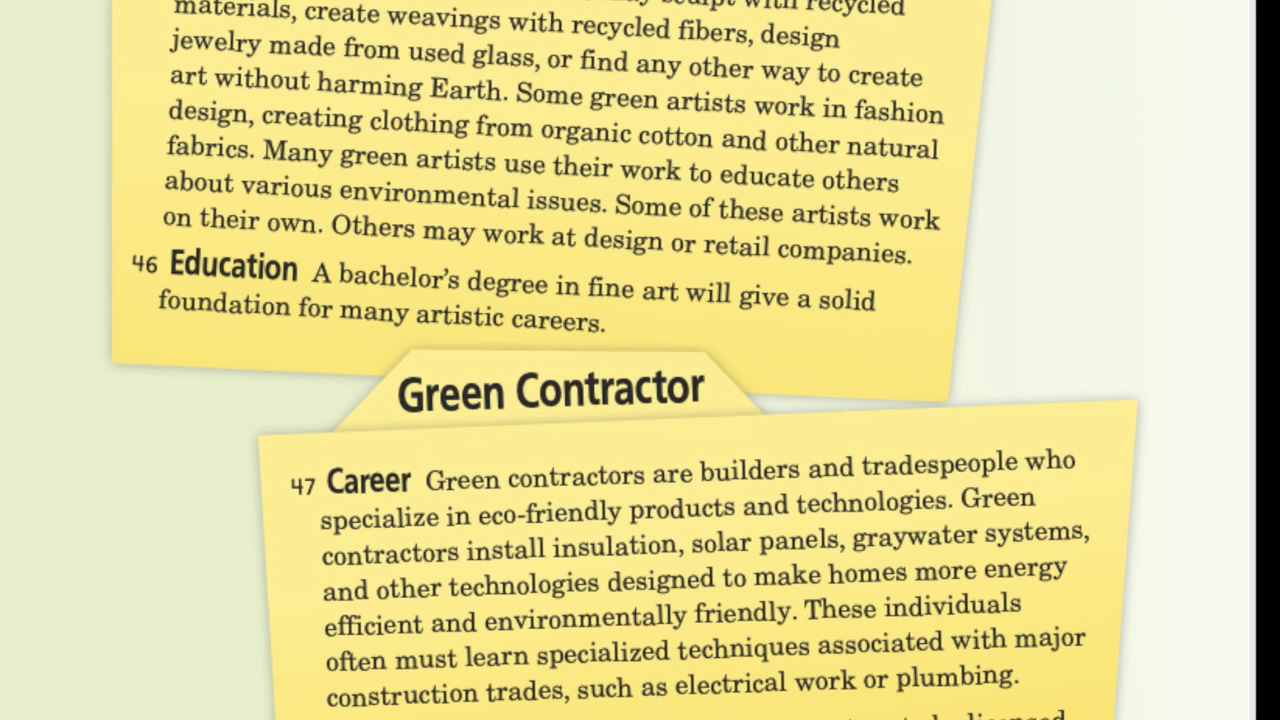 sculpt with recycled
materials, create weavings with recycled fibers, design
jewelry made from used glass, or find any other way to create
art without harming Earth. Some green artists work in fashion
design, creating clothing from organic cotton and other natural
fabrics. Many green artists use their work to educate others
about various environmental issues. Some of these artists work
on their own. Others may work at design or retail companies.
46 Education A bachelor's degree in fine art will give a solid
foundation for many artistic careers.
Green Contractor
47 Career Green contractors are builders and tradespeople who
specialize in eco-friendly products and technologies. Green
contractors install insulation, solar panels, graywater systems,
and other technologies designed to make homes more energy
efficient and environmentally friendly. These individuals
often must learn specialized techniques associated with major
construction trades, such as electrical work or plumbing.
licensed